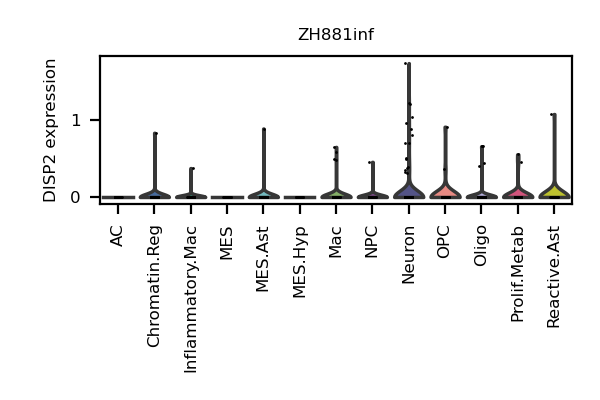 ZH881inf
DISP2 expression
1
0
AC
Chromatin.Reg
Inflammatory.Mac
MES
MES.Ast
MES.Hyp
Mac
NPC
Neuron
OPC
Oligo
Prolif.Metab
Reactive.Ast